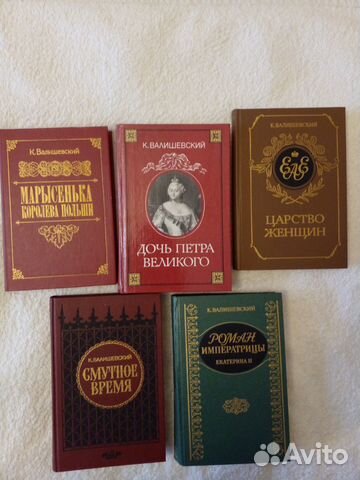 К. Валишевский
МАРЫСЕНЬКА
КОРОЛЕВА ПОЛЬШИ
К. ВАЛИШЕВСКИЙ
ДОЧЬ ПЕТРА
ВЕЛИКОГО
К. ВАЛИШЕВСКИЙ
ЕАЕ
ЦАРСТВО
ЖЕНЩИН
К. ВАЛИШЕВСКИЙ
СМУТНОЕ
ВРЕМЯ
К. ВАЛИШЕВСКИЙ
РОМАН
ИМПЕРАТРИЦЫ
ЕКАТЕРИНА II
Avito